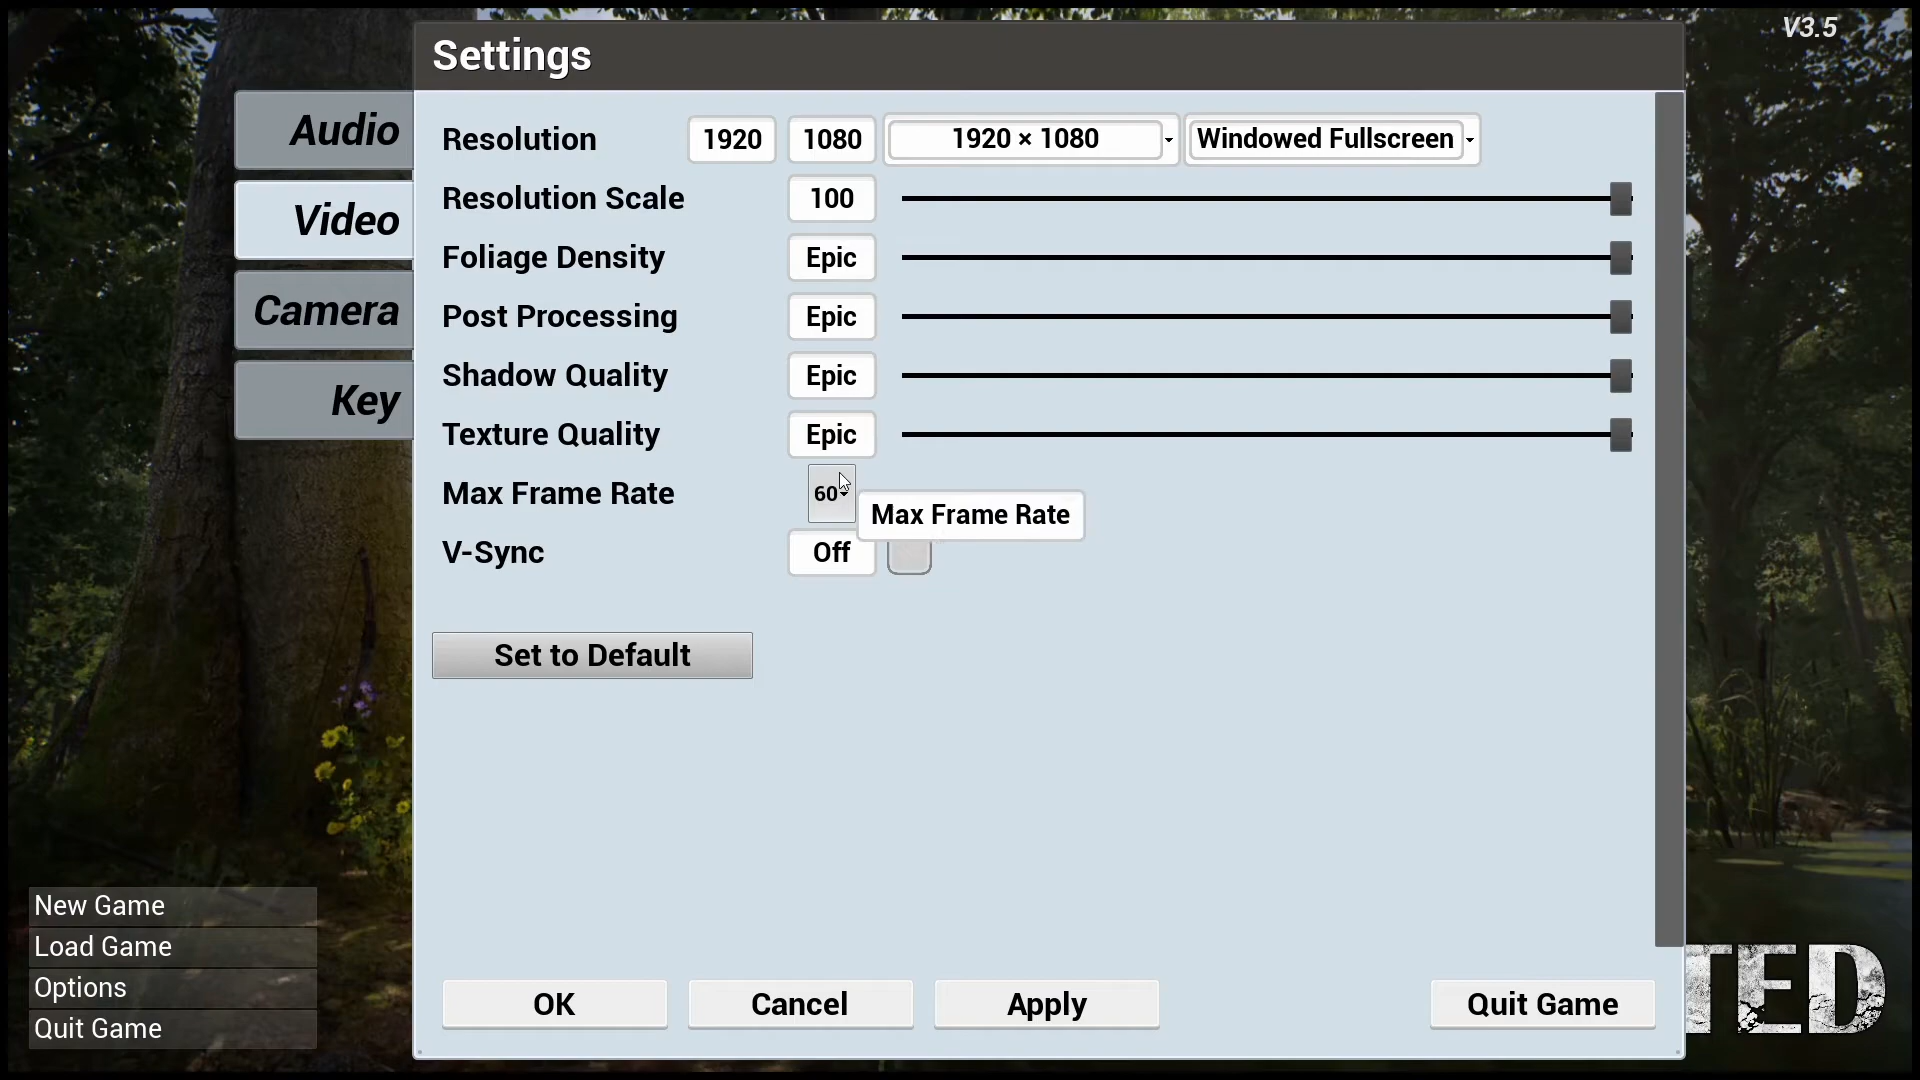 V3.5
Settings
Audio
Video
Camera
Key
Resolution 1920 1080 1920 × 1080 Windowed Fullscreen
Resolution Scale 100
Foliage Density Epic
Post Processing Epic
Shadow Quality Epic
Texture Quality Epic
Max Frame Rate 60
Max Frame Rate
V-Sync Off
Set to Default
New Game
Load Game
Options
Quit Game
OK Cancel Apply Quit Game
TED